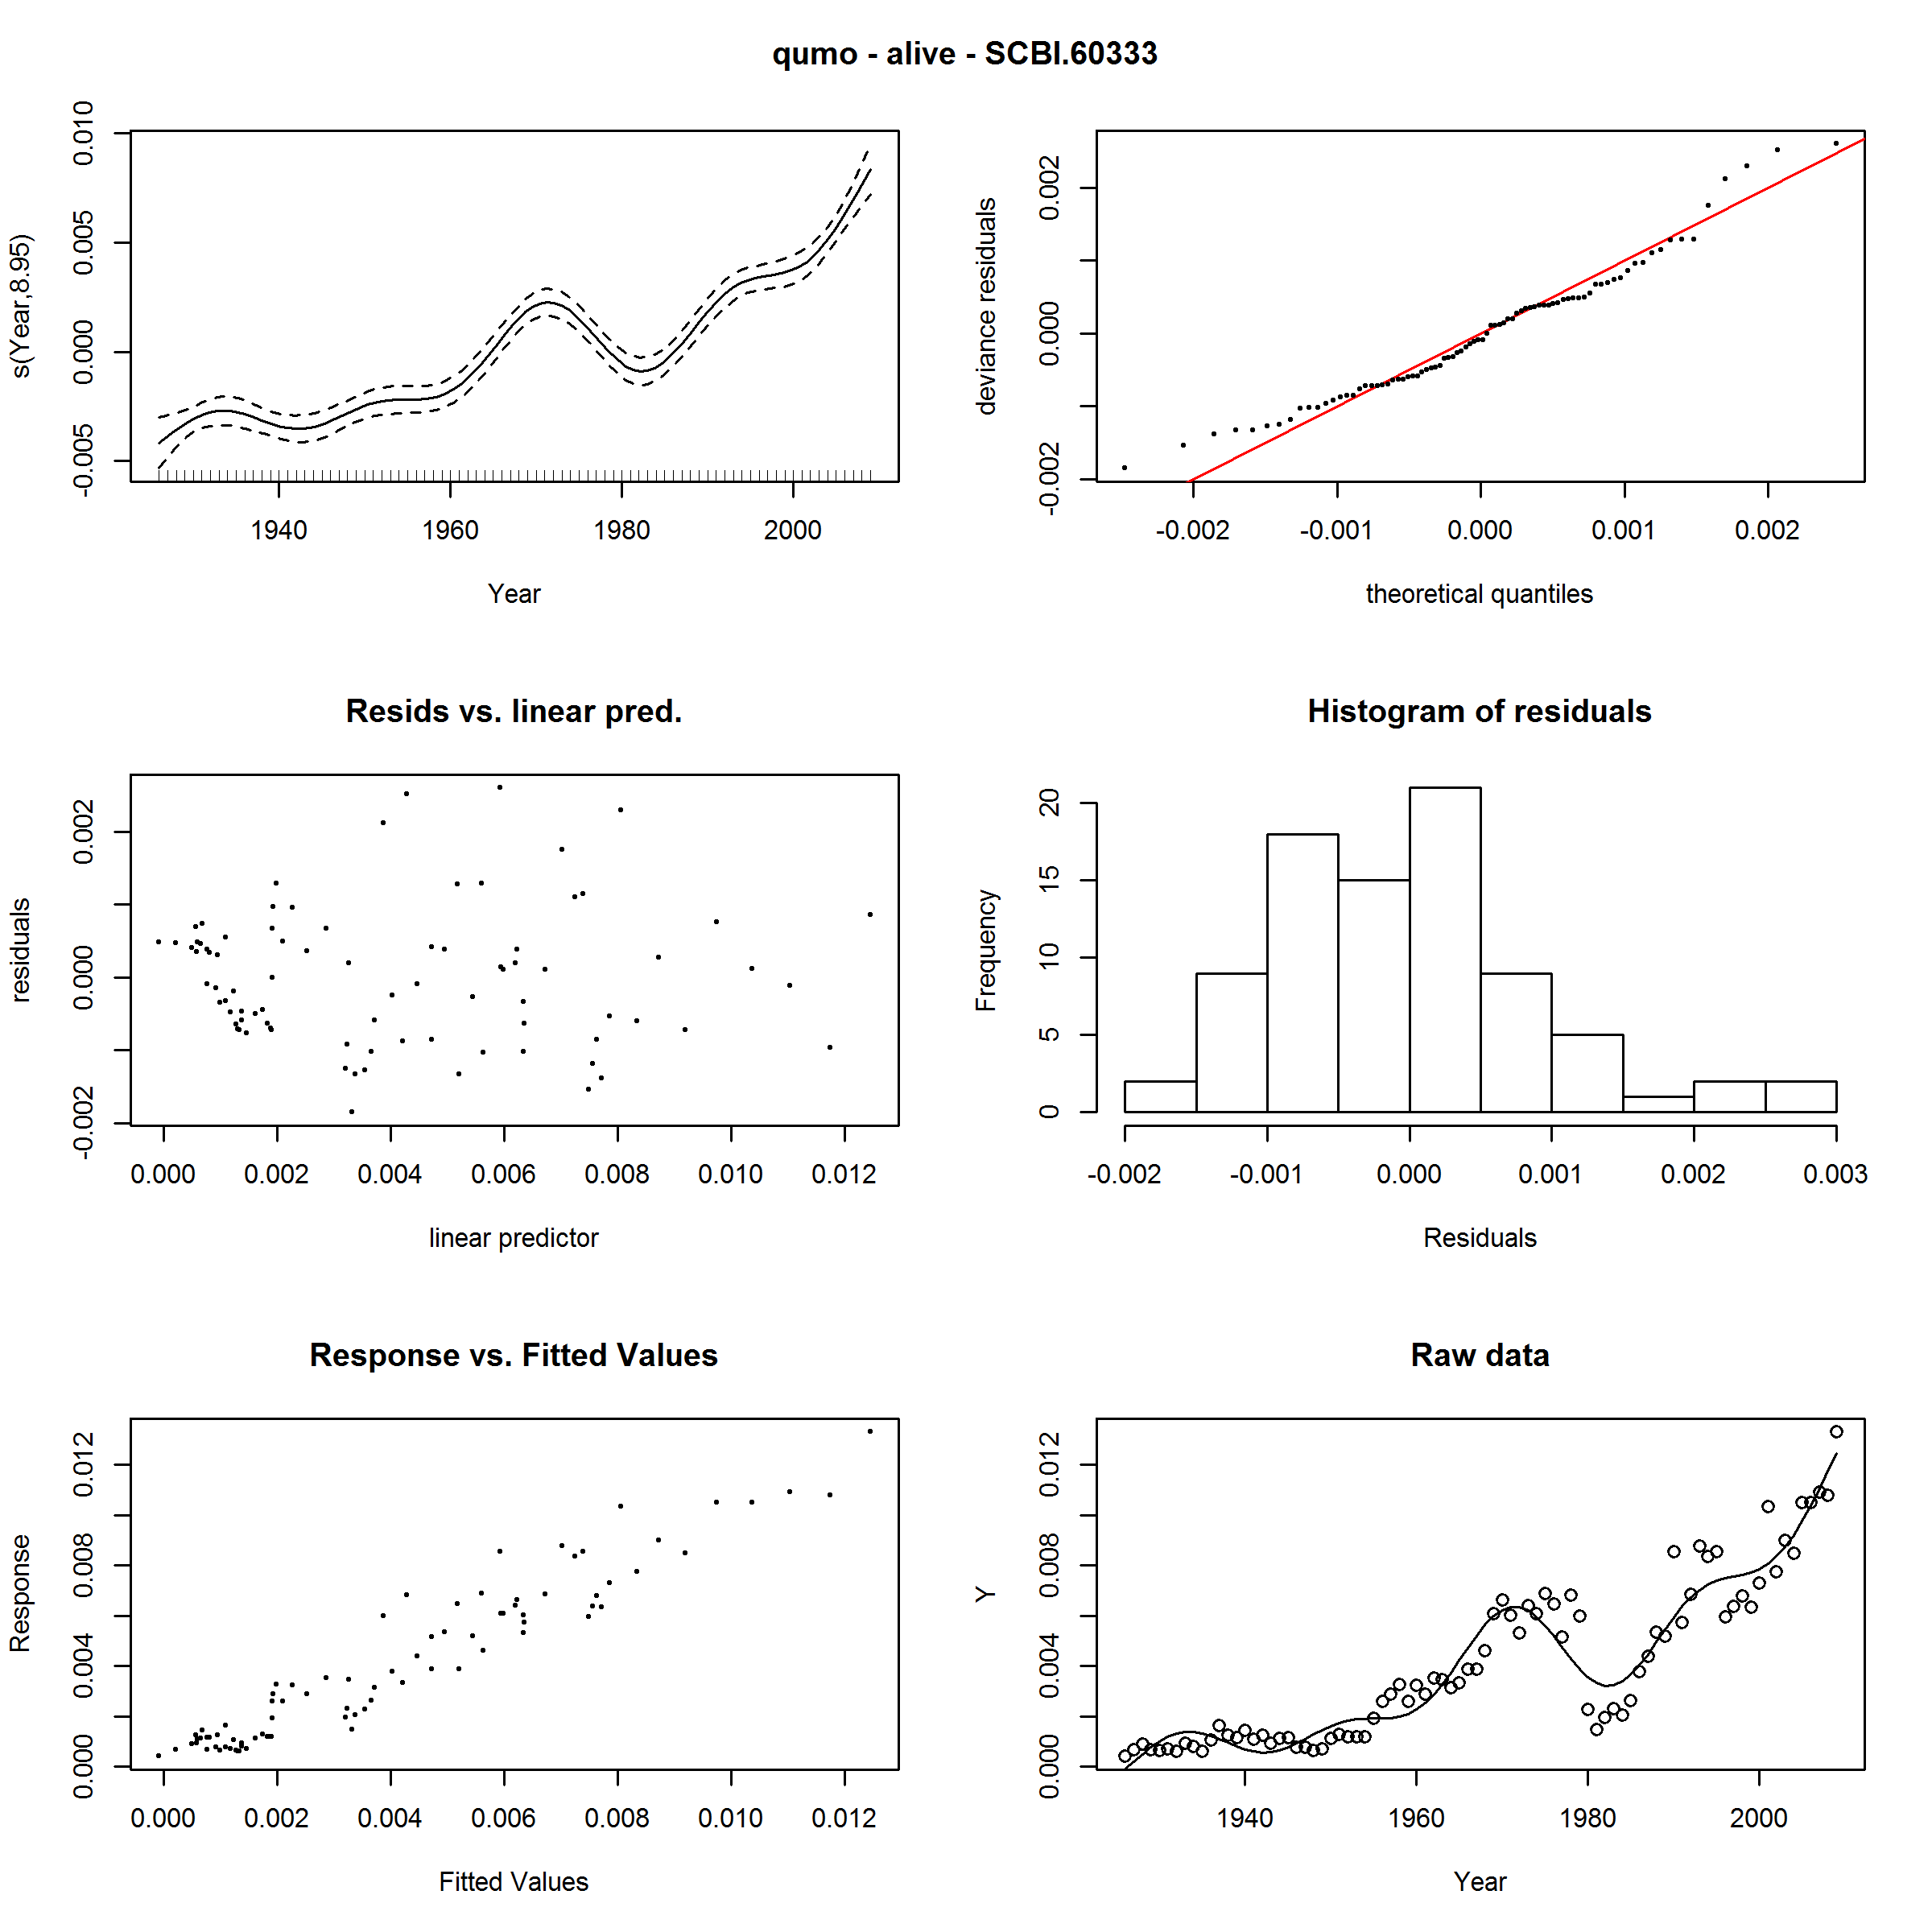 qumo - alive - SCBI.60333
s(Year,8.95)
-0.005 0.000 0.005 0.010
1940 1960 1980 2000
Year
deviance residuals
-0.002 0.000 0.002
-0.002 -0.001 0.000 0.001 0.002
theoretical quantiles
Resids vs. linear pred.
residuals
-0.002 0.000 0.002
0.000 0.002 0.004 0.006 0.008 0.010 0.012
linear predictor
Histogram of residuals
Frequency
0 5 10 15 20
-0.002 -0.001 0.000 0.001 0.002 0.003
Residuals
Response vs. Fitted Values
Response
0.000 0.004 0.008 0.012
0.000 0.002 0.004 0.006 0.008 0.010 0.012
Fitted Values
Raw data
Y
0.000 0.004 0.008 0.012
1940 1960 1980 2000
Year